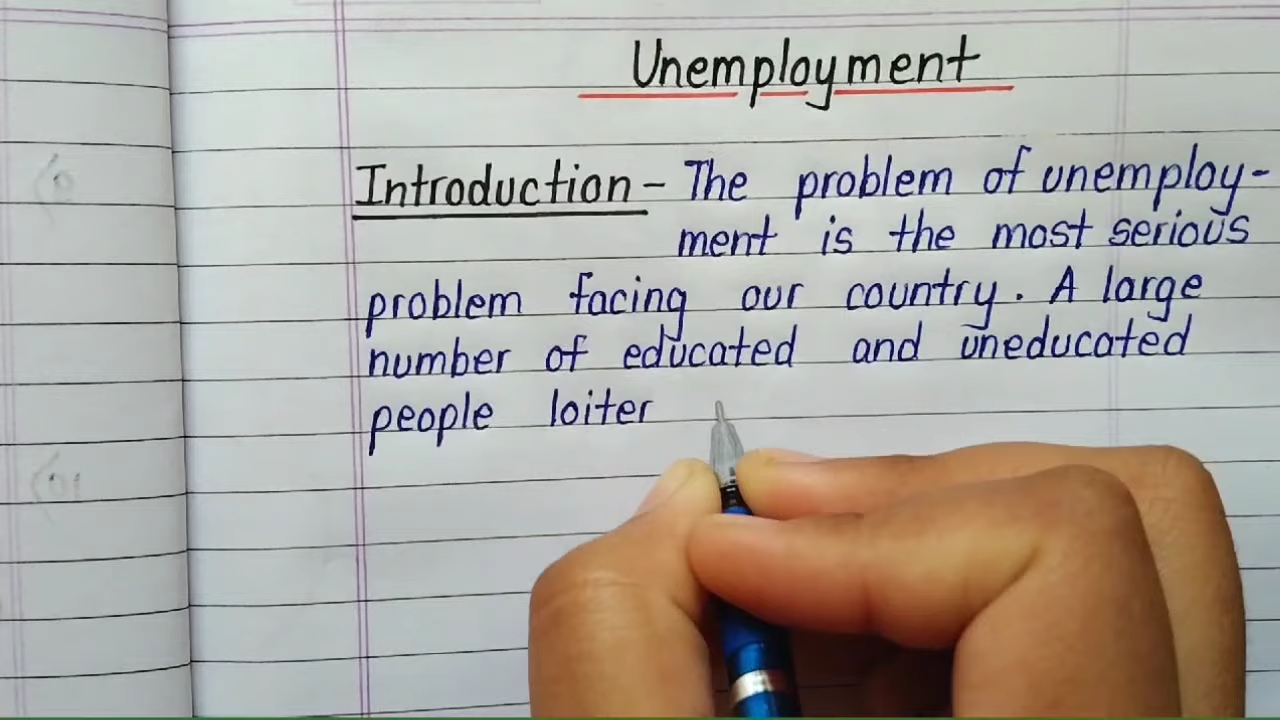 Unemployment
Introduction - The problem of unemploy-
ment is the most serious
problem facing our country. A large
number of educated and uneducated
people loiter